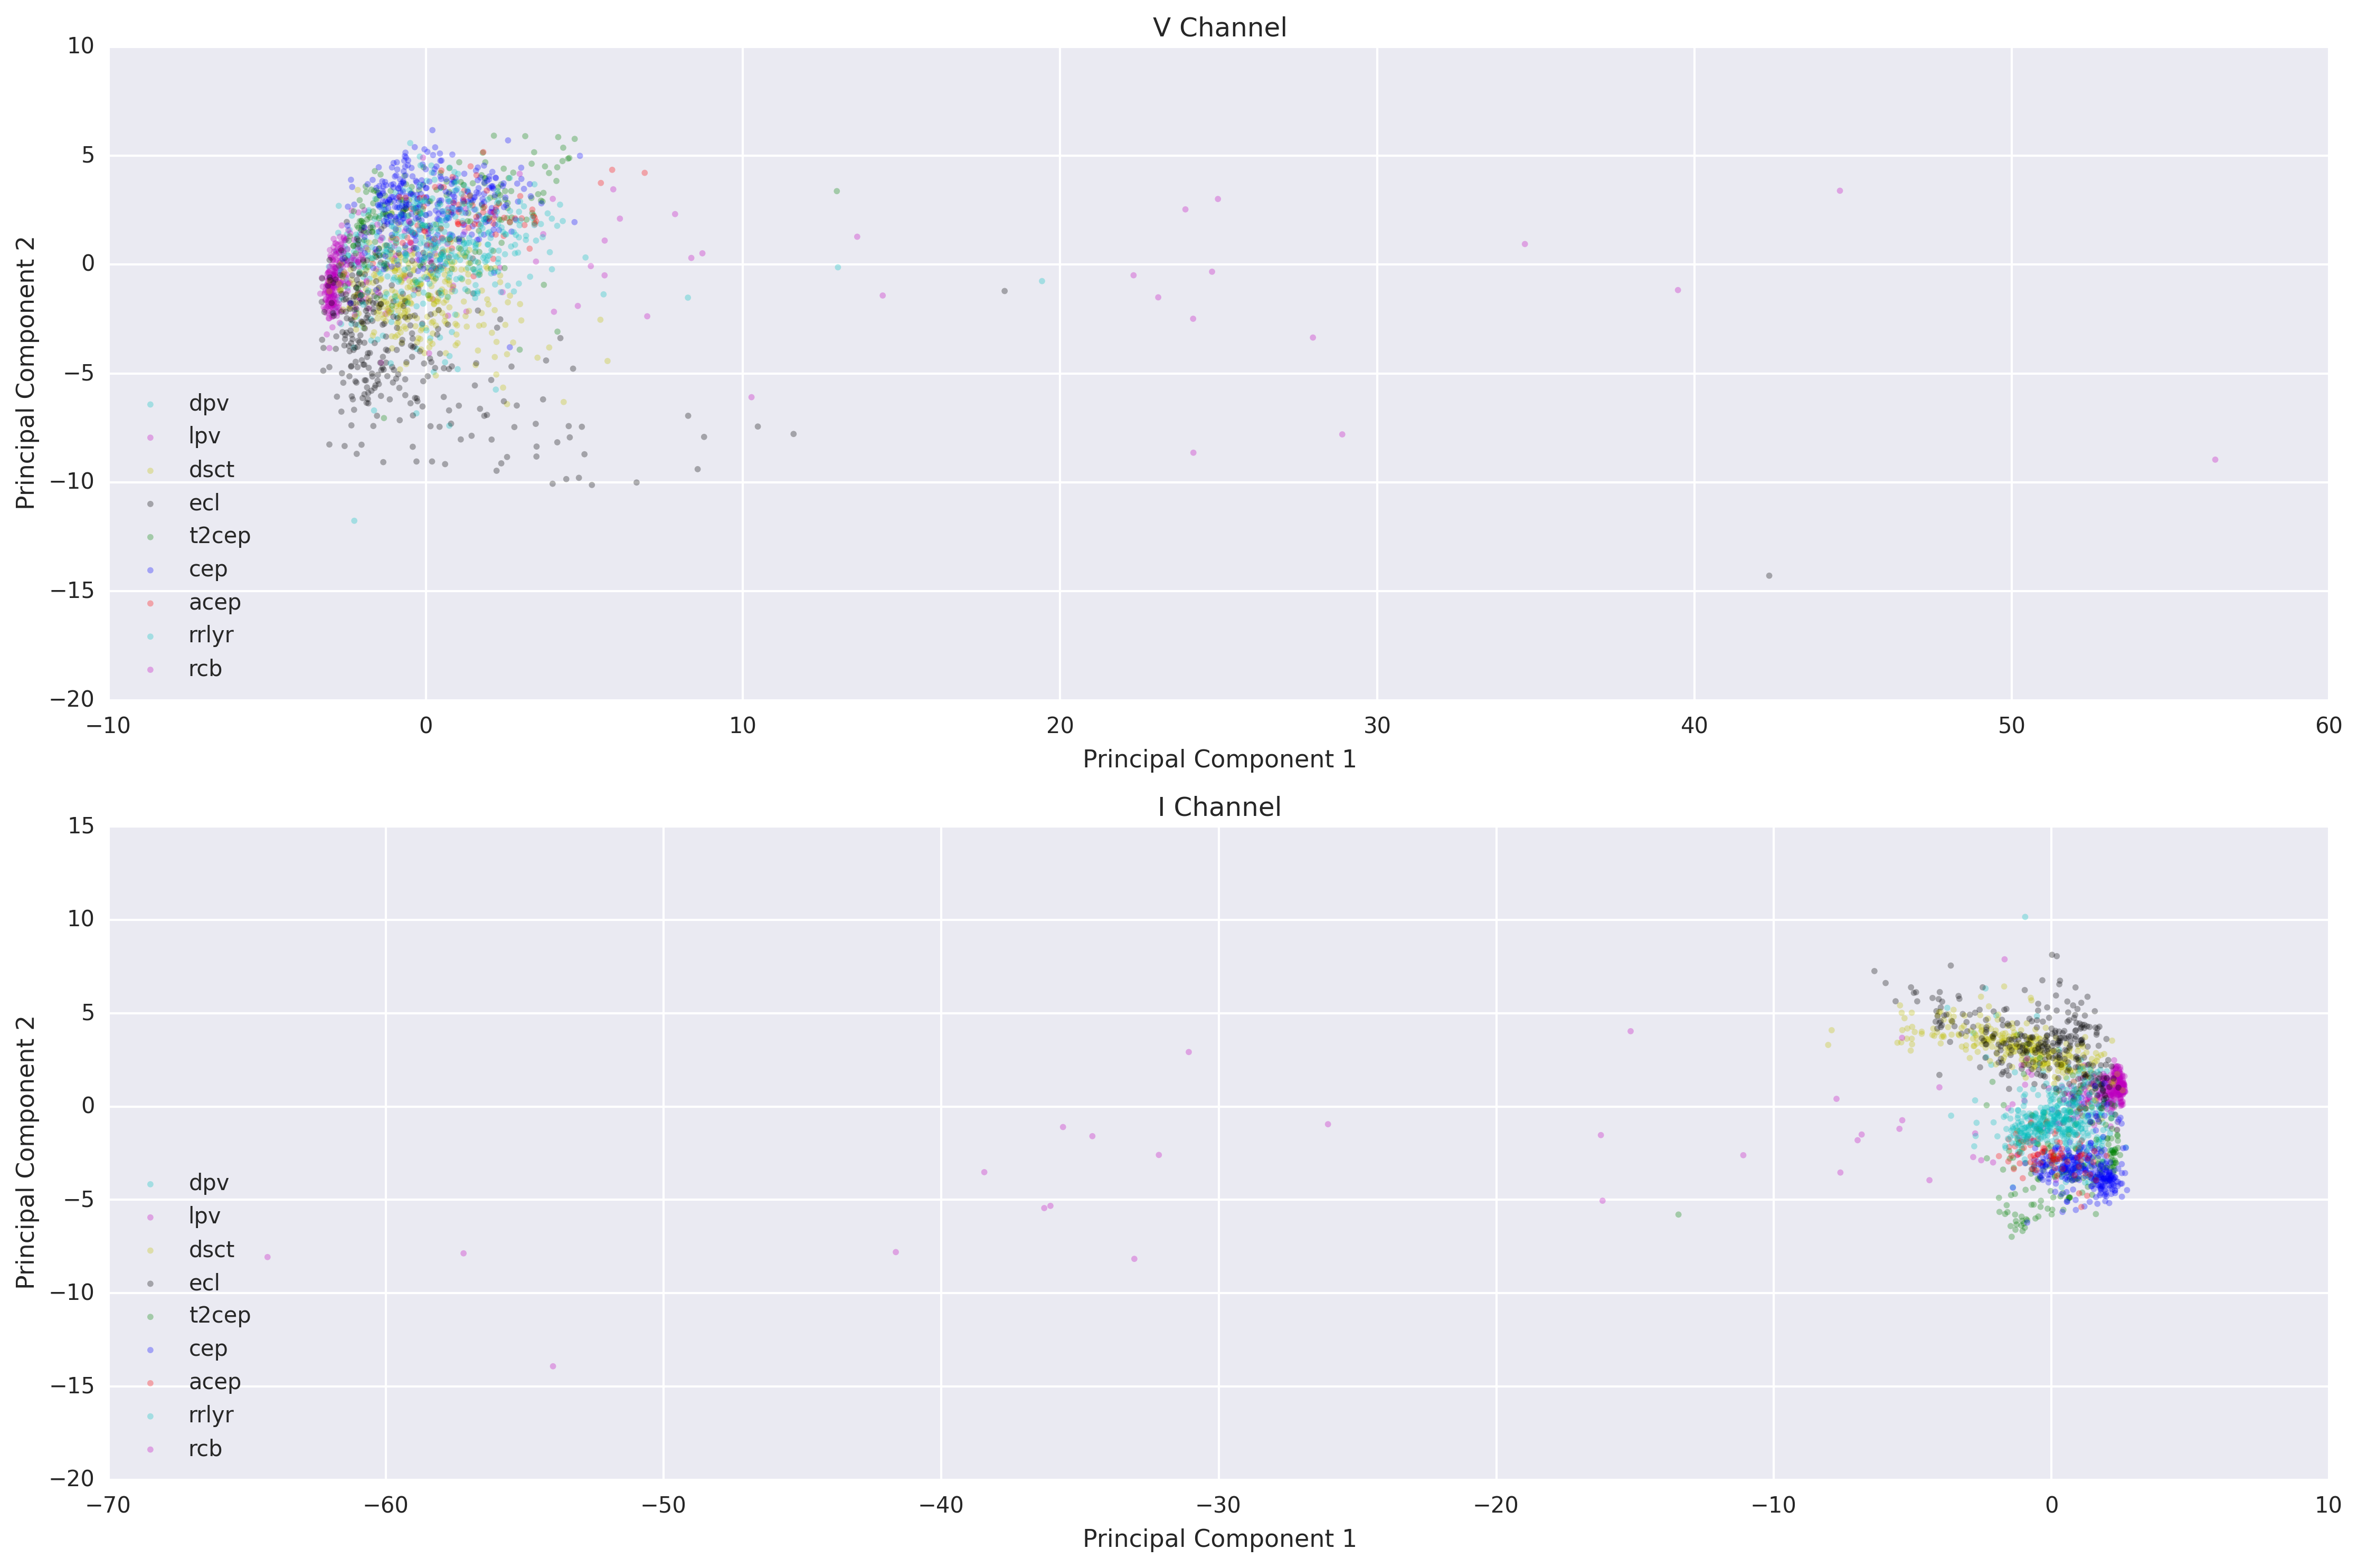 V Channel
10
5
0
−5
−10
−15
−20
Principal Component 2
dpv
lpv
dsct
ecl
t2cep
cep
acep
rrlyr
rcb
−10 0 10 20 30 40 50 60
Principal Component 1
I Channel
15
10
5
0
−5
−10
−15
−20
Principal Component 2
dpv
lpv
dsct
ecl
t2cep
cep
acep
rrlyr
rcb
−70 −60 −50 −40 −30 −20 −10 0 10
Principal Component 1